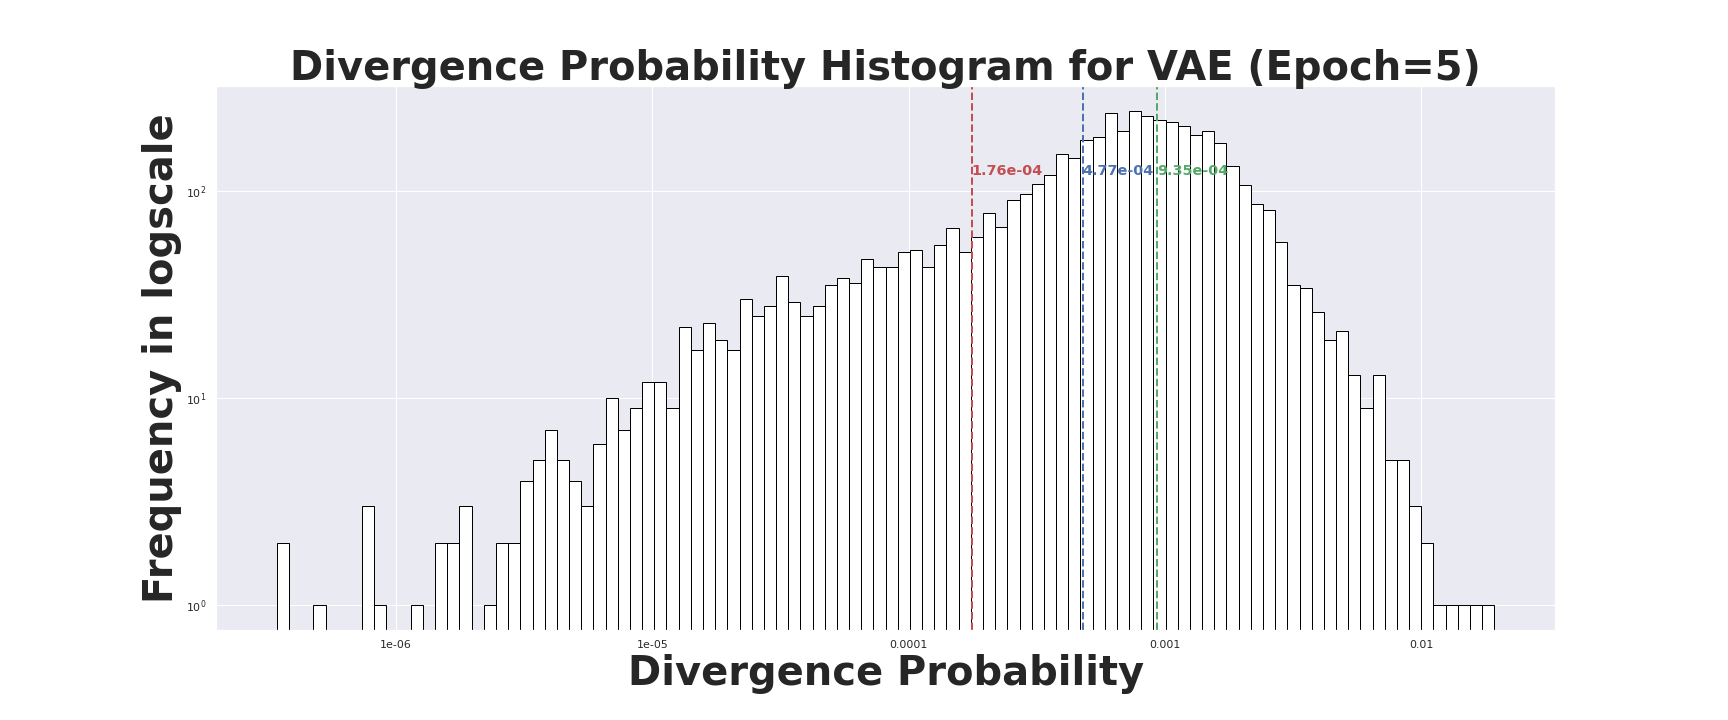 Divergence Probability Histogram for VAE (Epoch=5)
Frequency in logscale
10²
10¹
10⁰
1.76e-04
4.77e-04
9.35e-04
1e-06
1e-05
0.0001
0.001
0.01
Divergence Probability